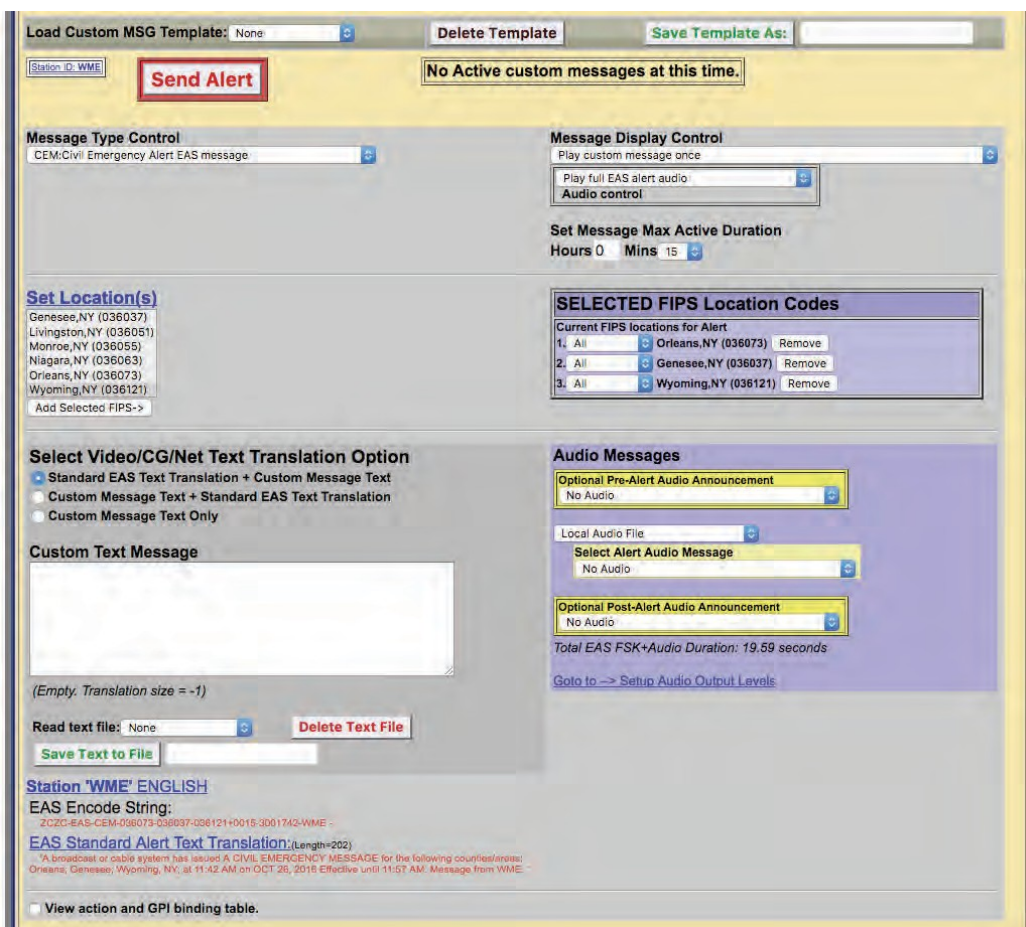 Load Custom MSG Template: None Delete Template Save Template As:
Station ID: WME Send Alert No Active custom messages at this time.
Message Type Control
CEM:Civil Emergency Alert EAS message
Message Display Control
Play custom message once
Play full EAS alert audio
Audio control
Set Message Max Active Duration
Hours 0 Mins 15
Set Location(s)
Genesee,NY (036037)
Livingston,NY (036051)
Monroe,NY (036055)
Niagara,NY (036063)
Orleans,NY (036073)
Wyoming,NY (036121)
Add Selected FIPS->
SELECTED FIPS Location Codes
Current FIPS locations for Alert
1. All Orleans,NY (036073) Remove
2. All Genesee,NY (036037) Remove
3. All Wyoming,NY (036121) Remove
Select Video/CG/Net Text Translation Option
Standard EAS Text Translation + Custom Message Text
Custom Message Text + Standard EAS Text Translation
Custom Message Text Only
Custom Text Message
(Empty. Translation size = -1)
Read text file: None Delete Text File
Save Text to File
Audio Messages
Optional Pre-Alert Audio Announcement
No Audio
Local Audio File
Select Alert Audio Message
No Audio
Optional Post-Alert Audio Announcement
No Audio
Total EAS FSK+Audio Duration: 19.59 seconds
Goto to --> Setup Audio Output Levels
Station 'WME' ENGLISH
EAS Encode String:
ZCZC-EAS-CEM-036073-036037-036121+0015-3001742-WME -
EAS Standard Alert Text Translation:(Length=202)
"A broadcast or cable system has issued A CIVIL EMERGENCY MESSAGE for the following counties/areas:
Orleans, Genesee, Wyoming, NY; at 11:42 AM on OCT 26, 2016 Effective until 11:57 AM. Message from WME.
View action and GPI binding table.